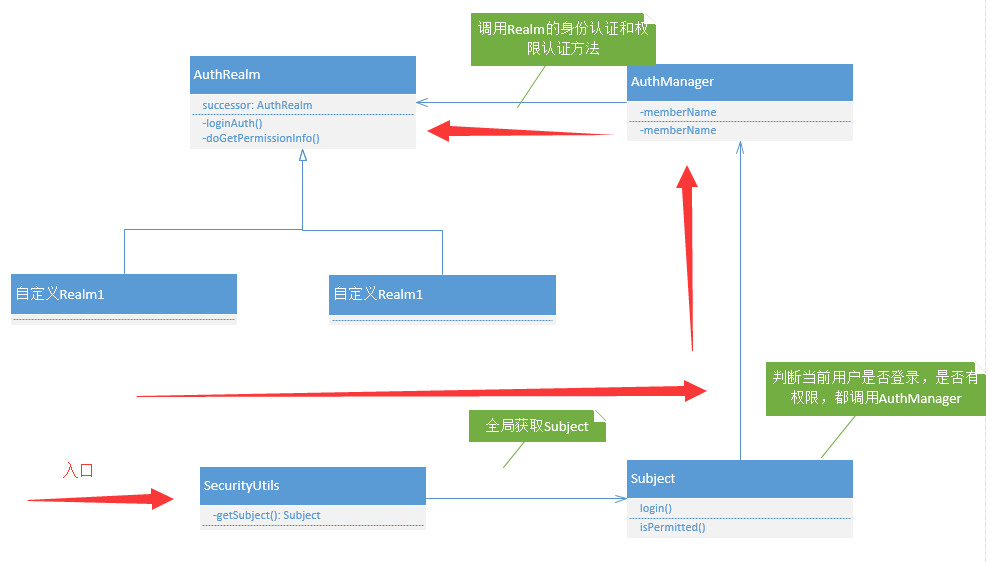 调用Realm的身份认证和权
限认证方法
AuthRealm
successor: AuthRealm
-loginAuth()
-doGetPermissionInfo()
AuthManager
-memberName
-memberName
自定义Realm1
自定义Realm1
判断当前用户是否登录，是否有
权限，都调用AuthManager
全局获取Subject
入口
SecurityUtils
-getSubject(): Subject
Subject
login()
isPermitted()